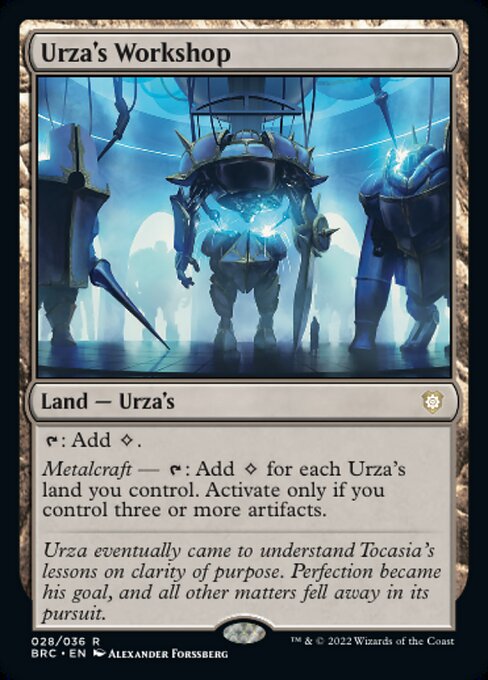 Urza's Workshop
Land — Urza's
: Add ◇.
Metalcraft — : Add ◇ for each Urza's
land you control. Activate only if you
control three or more artifacts.
Urza eventually came to understand Tocasia's
lessons on clarity of purpose. Perfection became
his goal, and all other matters fell away in its
pursuit.
028/036 R
BRC • EN Alexander Forssberg
™ & © 2022 Wizards of the Coast